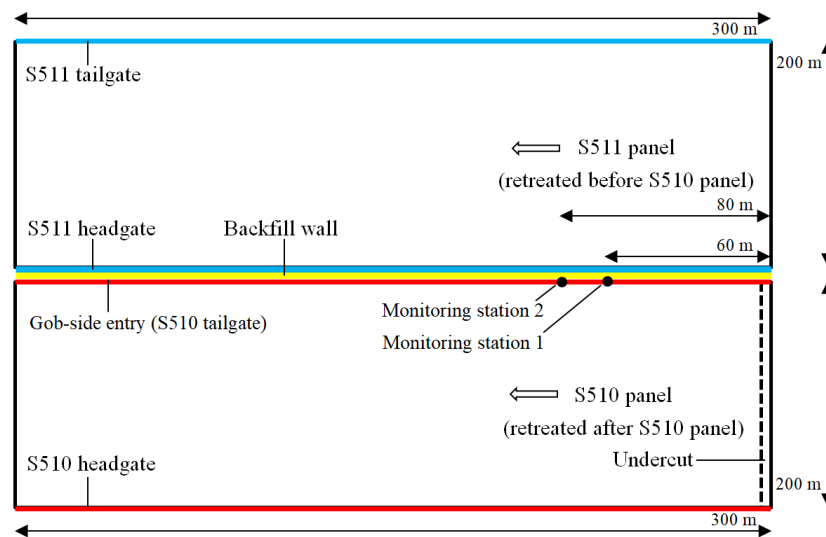 300 m
200 m
S511 tailgate
S511 panel
(retreated before S510 panel)
80 m
S511 headgate
Backfill wall
60 m
Monitoring station 2
Gob-side entry (S510 tailgate)
Monitoring station 1
S510 panel
(retreated after S510 panel)
Undercut
S510 headgate
200 m
300 m